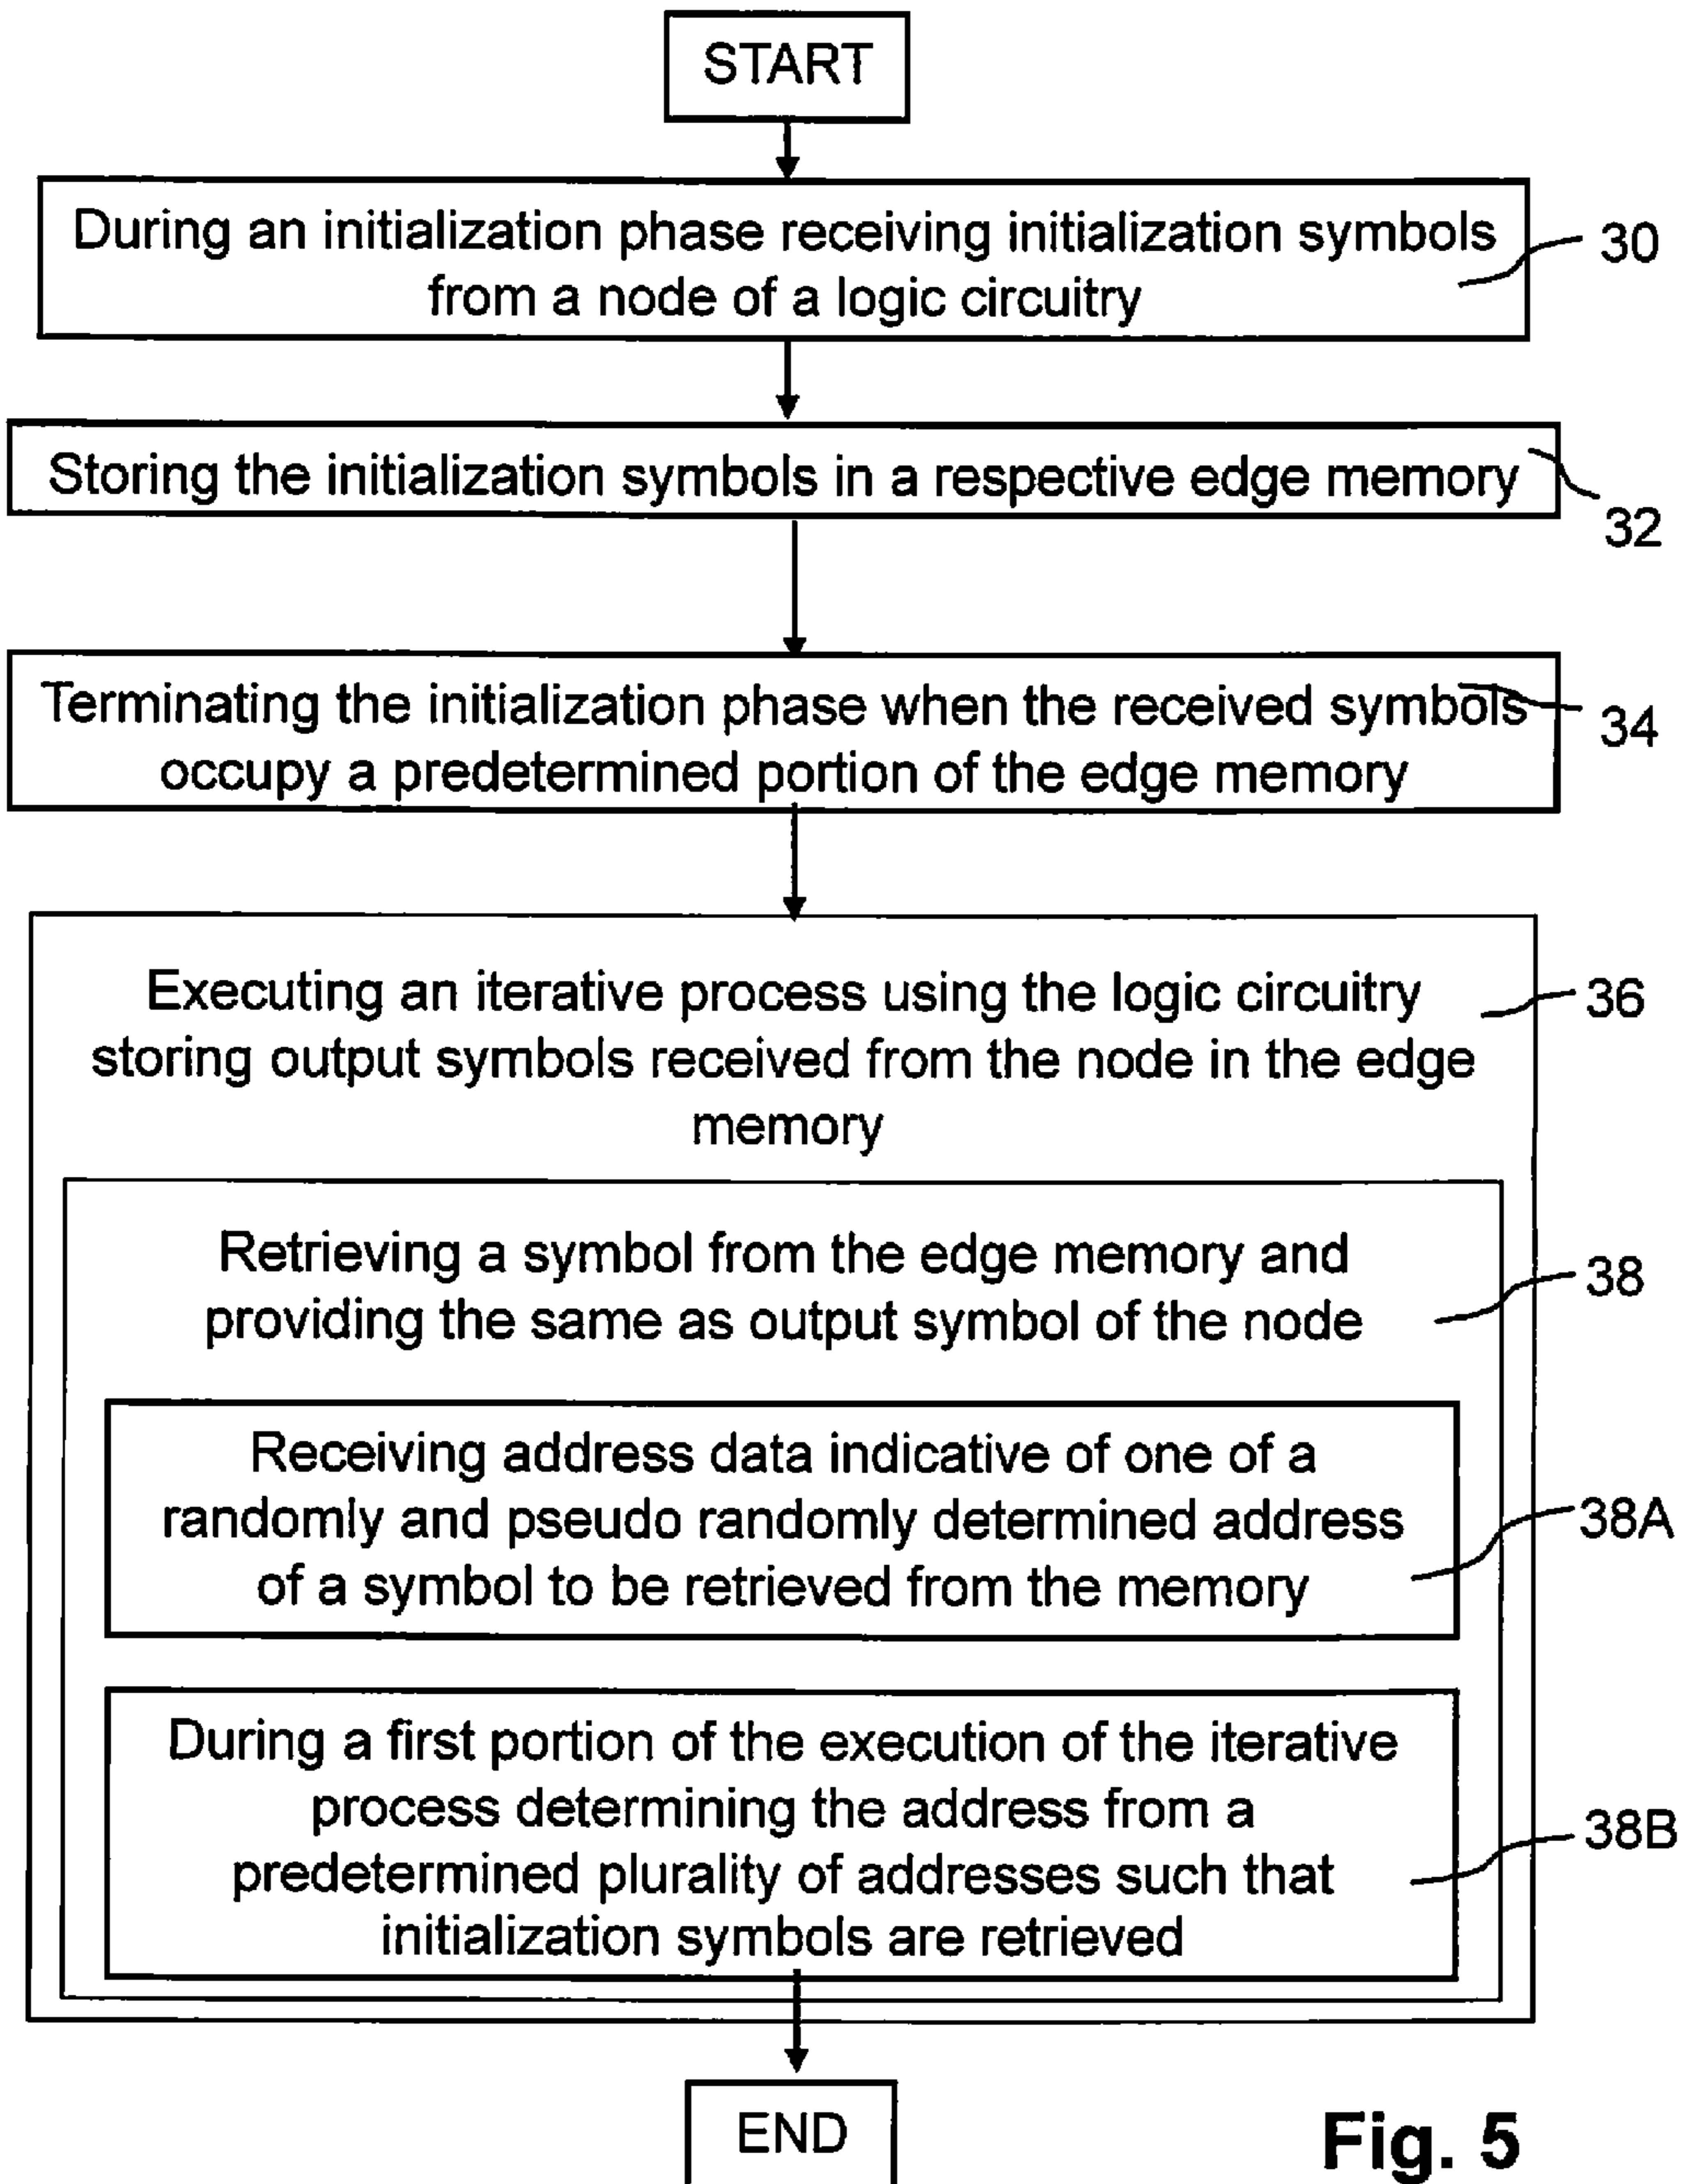 START
During an initialization phase receiving initialization symbols
from a node of a logic circuitry
30
Storing the initialization symbols in a respective edge memory
32
Terminating the initialization phase when the received symbols
occupy a predetermined portion of the edge memory
34
Executing an iterative process using the logic circuitry
storing output symbols received from the node in the edge
memory
36
Retrieving a symbol from the edge memory and
providing the same as output symbol of the node
38
Receiving address data indicative of one of a
randomly and pseudo randomly determined address
of a symbol to be retrieved from the memory
38A
During a first portion of the execution of the iterative
process determining the address from a
predetermined plurality of addresses such that
initialization symbols are retrieved
38B
END
Fig. 5